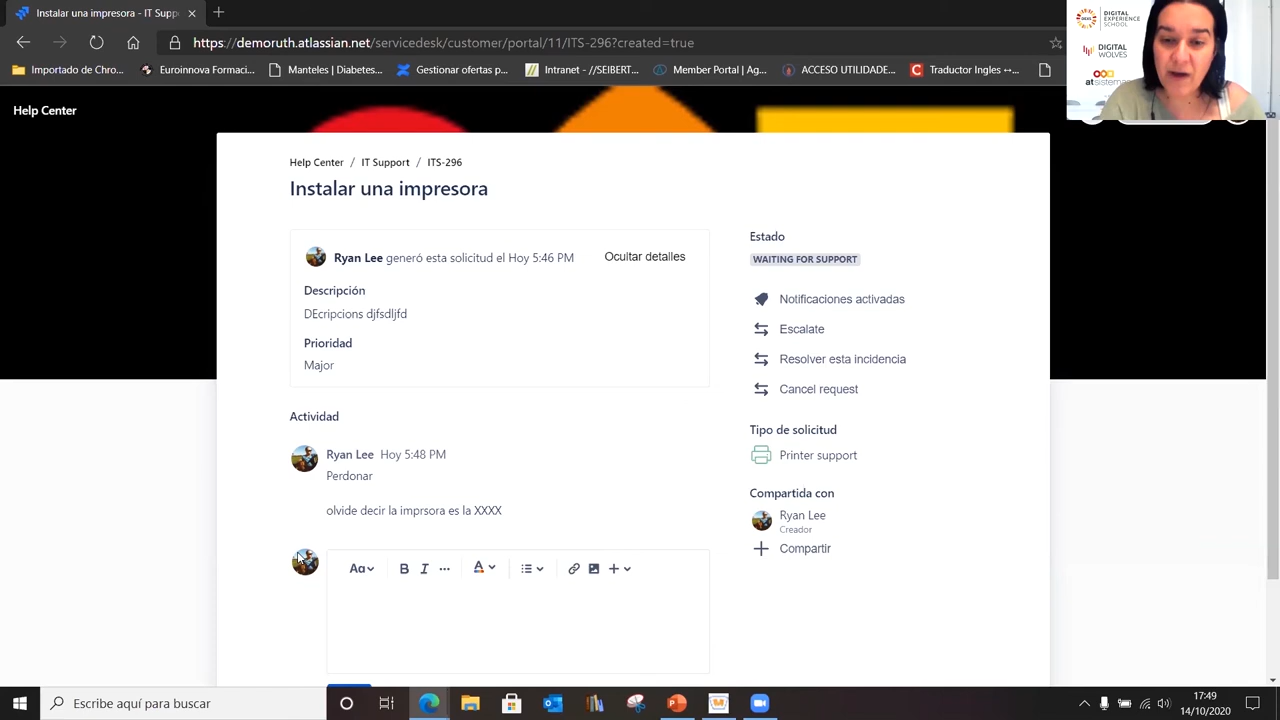 ITS-296 - Instalar una i - IT Supp
https://demoruth.atlassian.net/servicedesk/customer/portal/11/ITS-296?created=true
Importado de Chro...
Euroinnova Formaci...
Manteles | Diabetes...
Gestionar ofertas p...
Intranet - //SEIBERT...
Member Portal | Ag...
ACCESO UTILIDADE...
Traductor Ingles ↔...
DEXS
DIGITAL
EXPERIENCE
SCHOOL
DIGITAL
WOLVES
atsistemas
Help Center
Help Center / IT Support / ITS-296
Instalar una impresora
Ryan Lee generó esta solicitud el Hoy 5:46 PM
Ocultar detalles
Descripción
DEcripcions djfsdljfd
Prioridad
Major
Actividad
Ryan Lee Hoy 5:48 PM
Perdonar
olvide decir la imprsora es la XXXX
Aa
B I ... A
Estado
WAITING FOR SUPPORT
Notificaciones activadas
Escalate
Resolver esta incidencia
Cancel request
Tipo de solicitud
Printer support
Compartida con
Ryan Lee
Creador
Compartir
Escribe aquí para buscar
17:49
14/10/2020